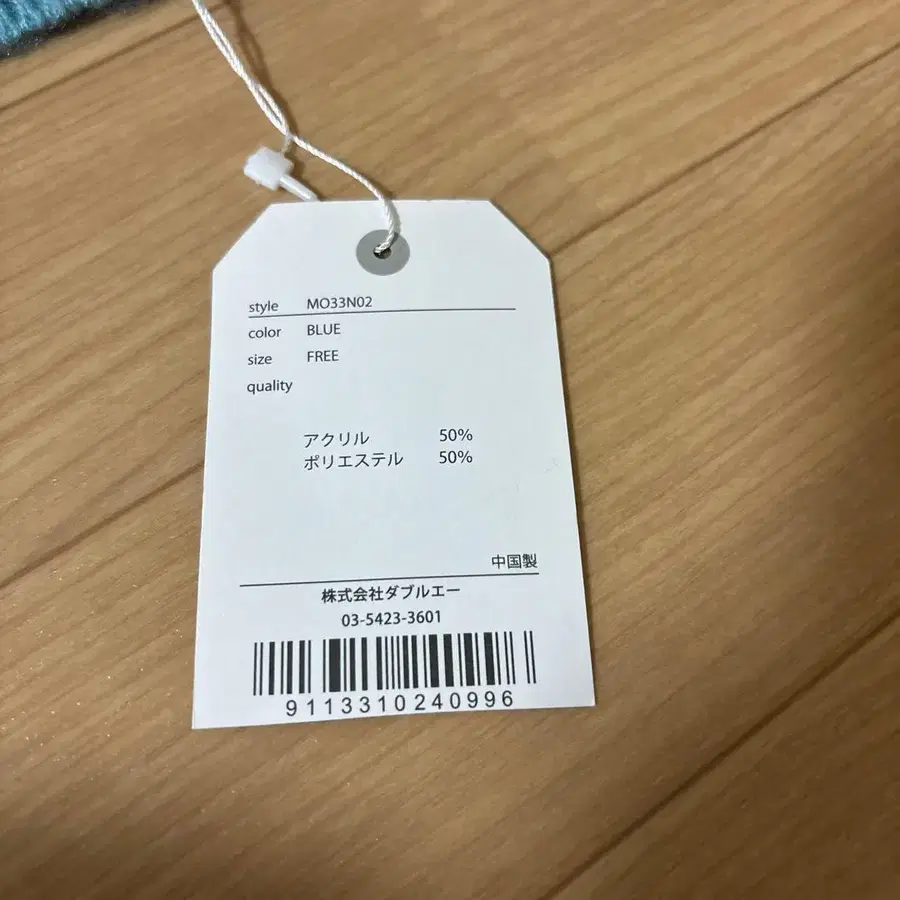 style MO33N02
color BLUE
size FREE
quality
アクリル 50%
ポリエステル 50%
中国製
株式会社ダブルエー
03-5423-3601
9113310240996